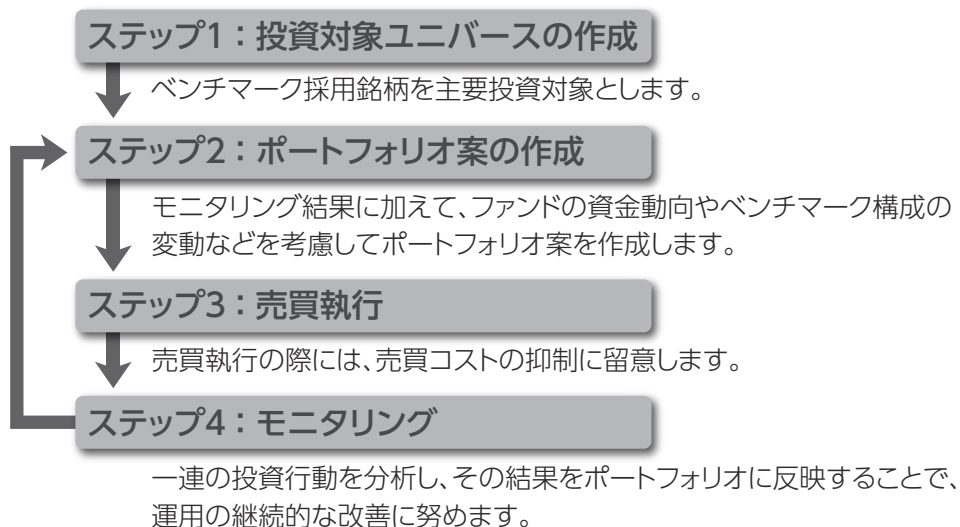 ステップ1：投資対象ユニバースの作成
ベンチマーク採用銘柄を主要投資対象とします。
ステップ2：ポートフォリオ案の作成
モニタリング結果に加えて、ファンドの資金動向やベンチマーク構成の
変動などを考慮してポートフォリオ案を作成します。
ステップ3：売買執行
売買執行の際には、売買コストの抑制に留意します。
ステップ4：モニタリング
一連の投資行動を分析し、その結果をポートフォリオに反映することで、
運用の継続的な改善に努めます。